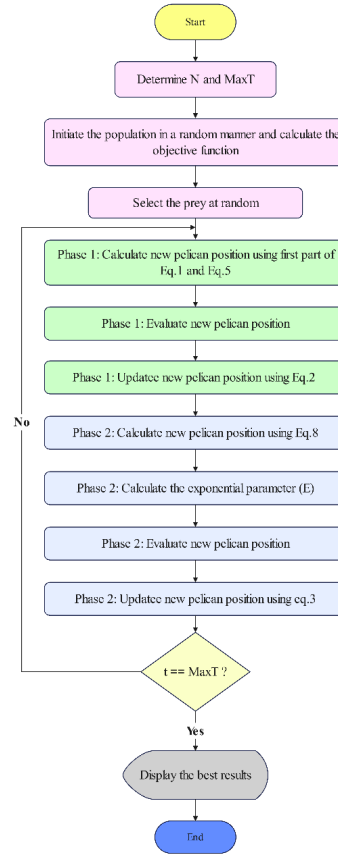 Start
Determine N and MaxT
Initiate the population in a random manner and calculate the
objective function
Select the prey at random
Phase 1: Calculate new pelican position using first part of
Eq.1 and Eq.5
Phase 1: Evaluate new pelican position
Phase 1: Updatee new pelican position using Eq.2
No
Phase 2: Calculate new pelican position using Eq.8
Phase 2: Calculate the exponential parameter (E)
Phase 2: Evaluate new pelican position
Phase 2: Updatee new pelican position using eq.3
t == MaxT ?
Yes
Display the best results
End